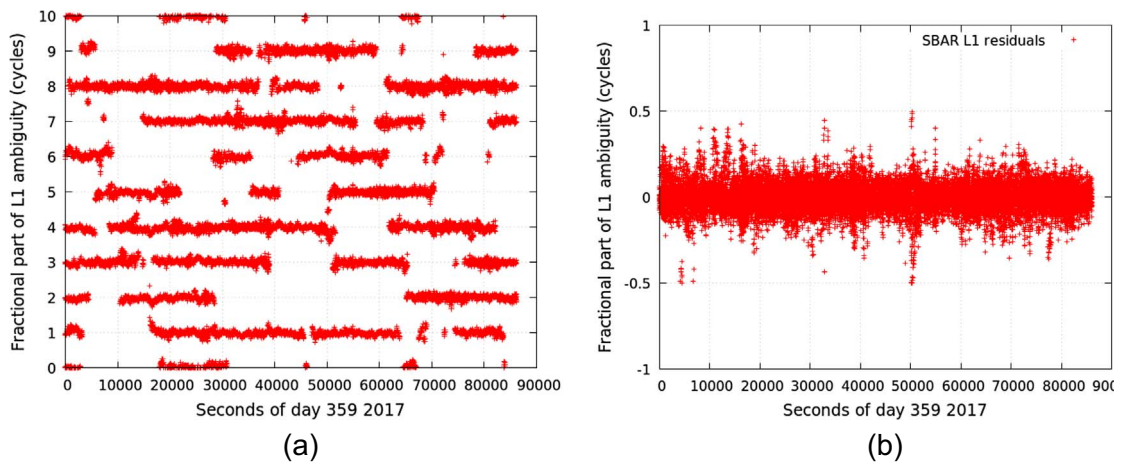 Fractional part of L1 ambiguity (cycles)
10
9
8
7
6
5
4
3
2
1
0
0 10000 20000 30000 40000 50000 60000 70000 80000 90000
Seconds of day 359 2017
(a)
Fractional part of L1 ambiguity (cycles)
SBAR L1 residuals
1
0.5
0
-0.5
-1
0 10000 20000 30000 40000 50000 60000 70000 80000 900
Seconds of day 359 2017
(b)